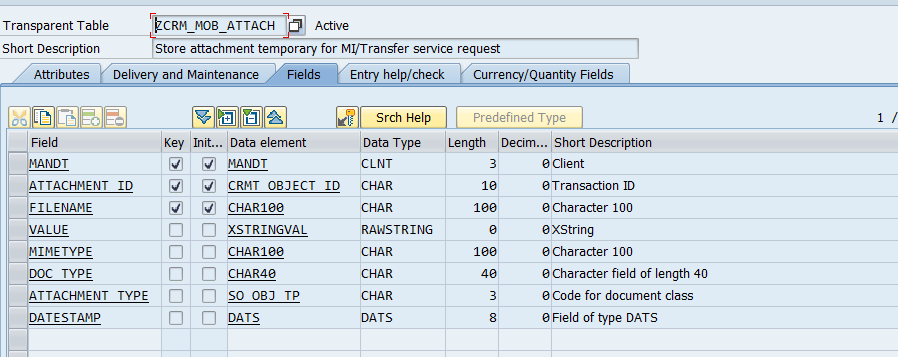 Transparent Table ZCRM_MOB_ATTACH Active
Short Description Store attachment temporary for MI/Transfer service request
Attributes Delivery and Maintenance Fields Entry help/check Currency/Quantity Fields
Srch Help Predefined Type 1 /
Field Key Init... Data element Data Type Length Decim... Short Description
MANDT MANDT CLNT 3 0 Client
ATTACHMENT_ID CRMT_OBJECT_ID CHAR 10 0 Transaction ID
FILENAME CHAR100 CHAR 100 0 Character 100
VALUE XSTRINGVAL RAWSTRING 0 0 XString
MIMETYPE CHAR100 CHAR 100 0 Character 100
DOC_TYPE CHAR40 CHAR 40 0 Character field of length 40
ATTACHMENT_TYPE SO_OBJ_TP CHAR 3 0 Code for document class
DATESTAMP DATS DATS 8 0 Field of type DATS